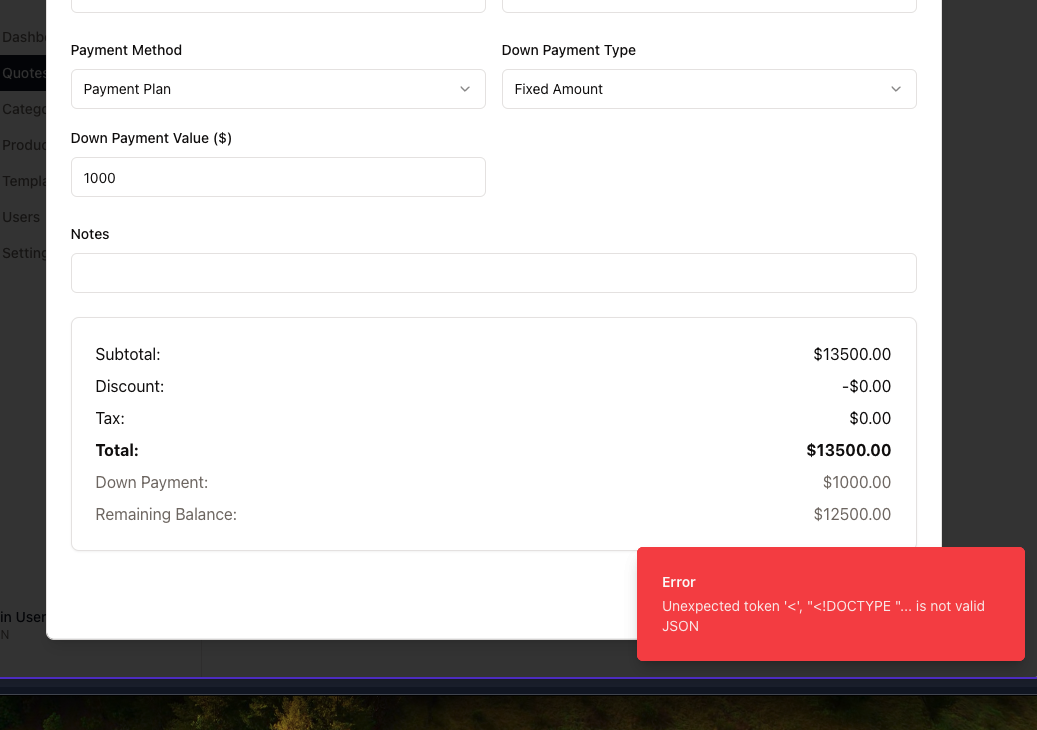 Dashb
Payment Method
Down Payment Type
Quotes
Payment Plan
Fixed Amount
Catego
Down Payment Value ($)
Produc
1000
Templa
Users
Notes
Setting
Subtotal:
$13500.00
Discount:
-$0.00
Tax:
$0.00
Total:
$13500.00
Down Payment:
$1000.00
Remaining Balance:
$12500.00
Error
Unexpected token '<', "<!DOCTYPE "... is not valid
JSON
in User
N